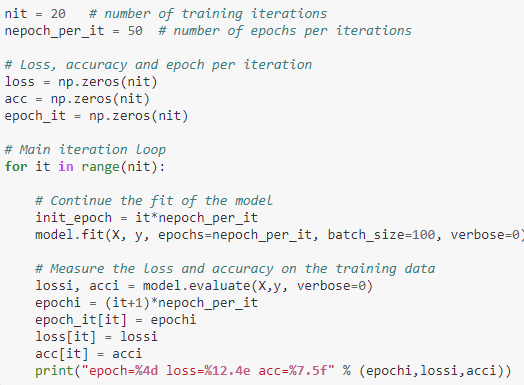 nit = 20   # number of training iterations
nepoch_per_it = 50  # number of epochs per iterations
# Loss, accuracy and epoch per iteration
loss = np.zeros(nit)
acc = np.zeros(nit)
epoch_it = np.zeros(nit)
# Main iteration loop
for it in range(nit):
    # Continue the fit of the model
    init_epoch = it*nepoch_per_it
    model.fit(X, y, epochs=nepoch_per_it, batch_size=100, verbose=0)
    # Measure the loss and accuracy on the training data
    lossi, acci = model.evaluate(X,y, verbose=0)
    epochi = (it+1)*nepoch_per_it
    epoch_it[it] = epochi
    loss[it] = lossi
    acc[it] = acci
    print("epoch=%4d loss=%12.4e acc=%7.5f" % (epochi,lossi,acci))